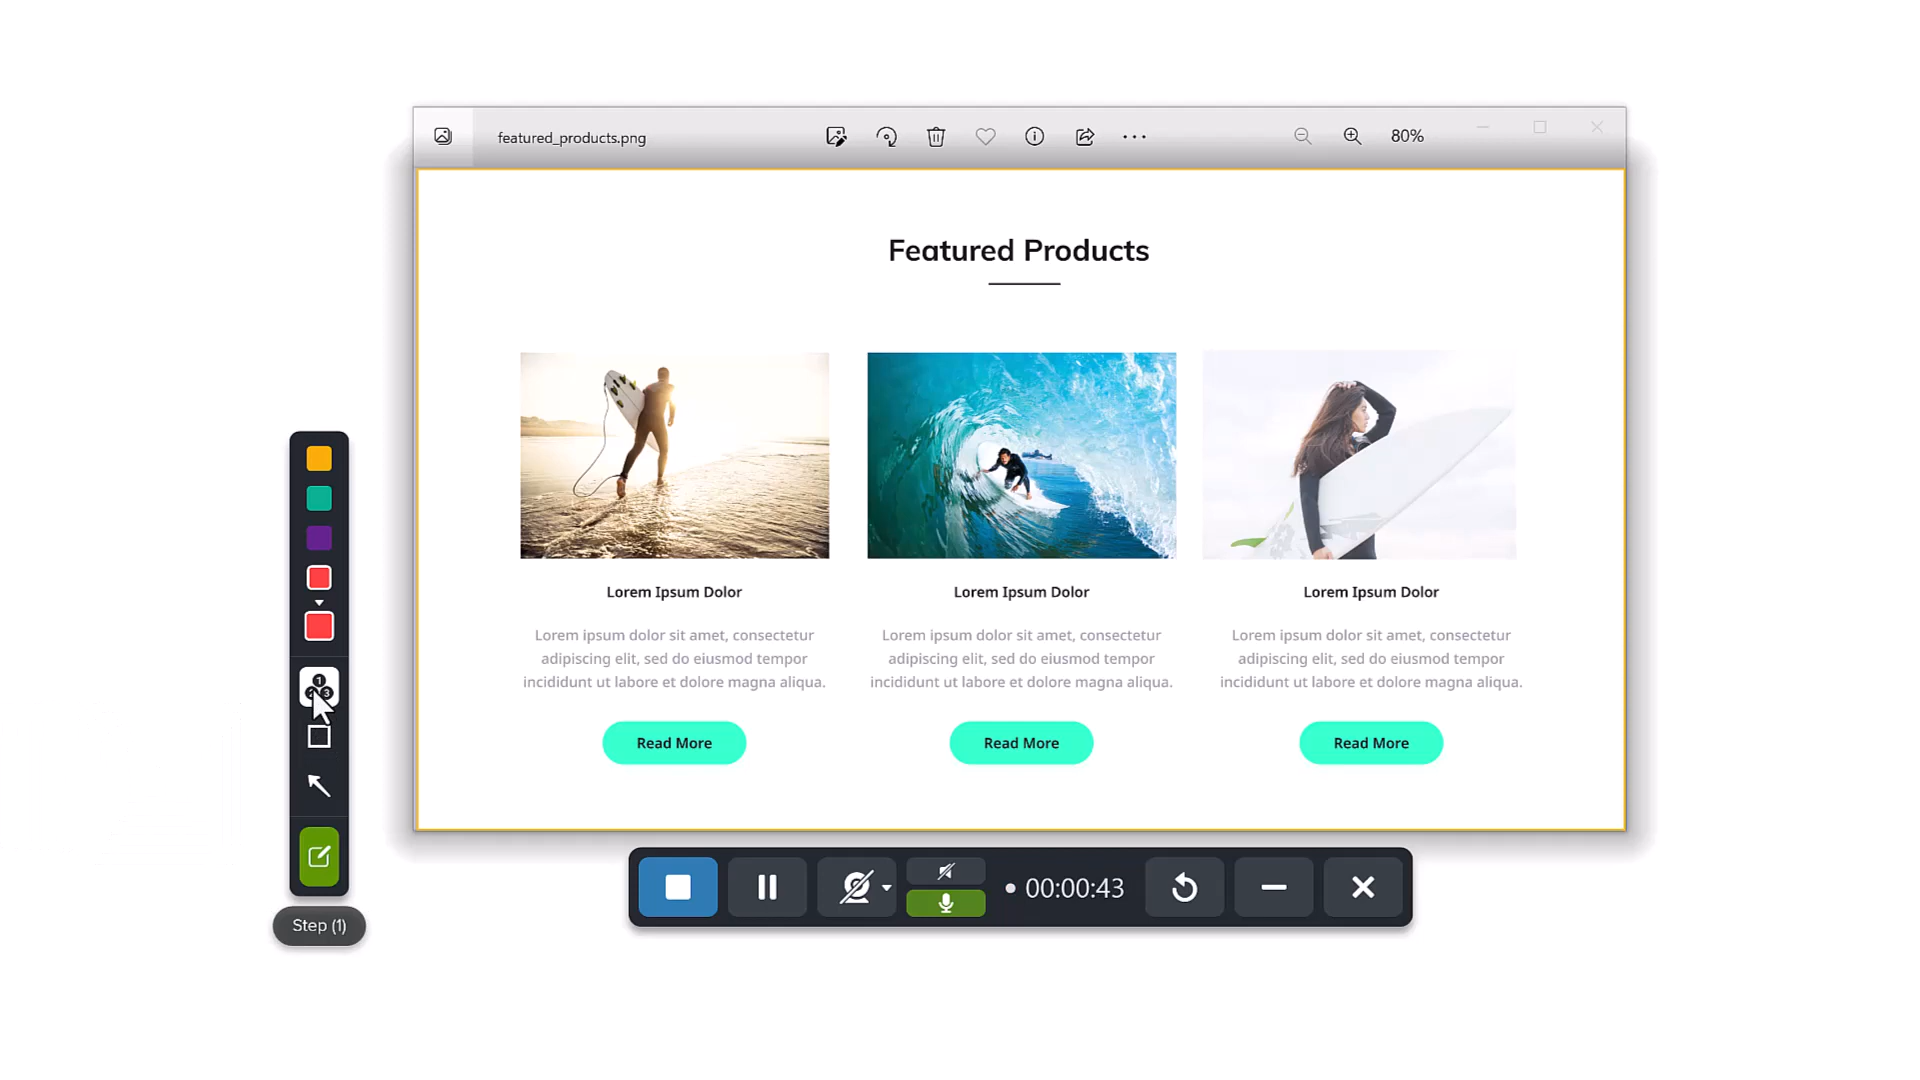 featured_products.png
80%
Featured Products
Lorem Ipsum Dolor
Lorem ipsum dolor sit amet, consectetur
adipiscing elit, sed do eiusmod tempor
incididunt ut labore et dolore magna aliqua.
Read More
Lorem Ipsum Dolor
Lorem ipsum dolor sit amet, consectetur
adipiscing elit, sed do eiusmod tempor
incididunt ut labore et dolore magna aliqua.
Read More
Lorem Ipsum Dolor
Lorem ipsum dolor sit amet, consectetur
adipiscing elit, sed do eiusmod tempor
incididunt ut labore et dolore magna aliqua.
Read More
1
3
Step (1)
00:00:43